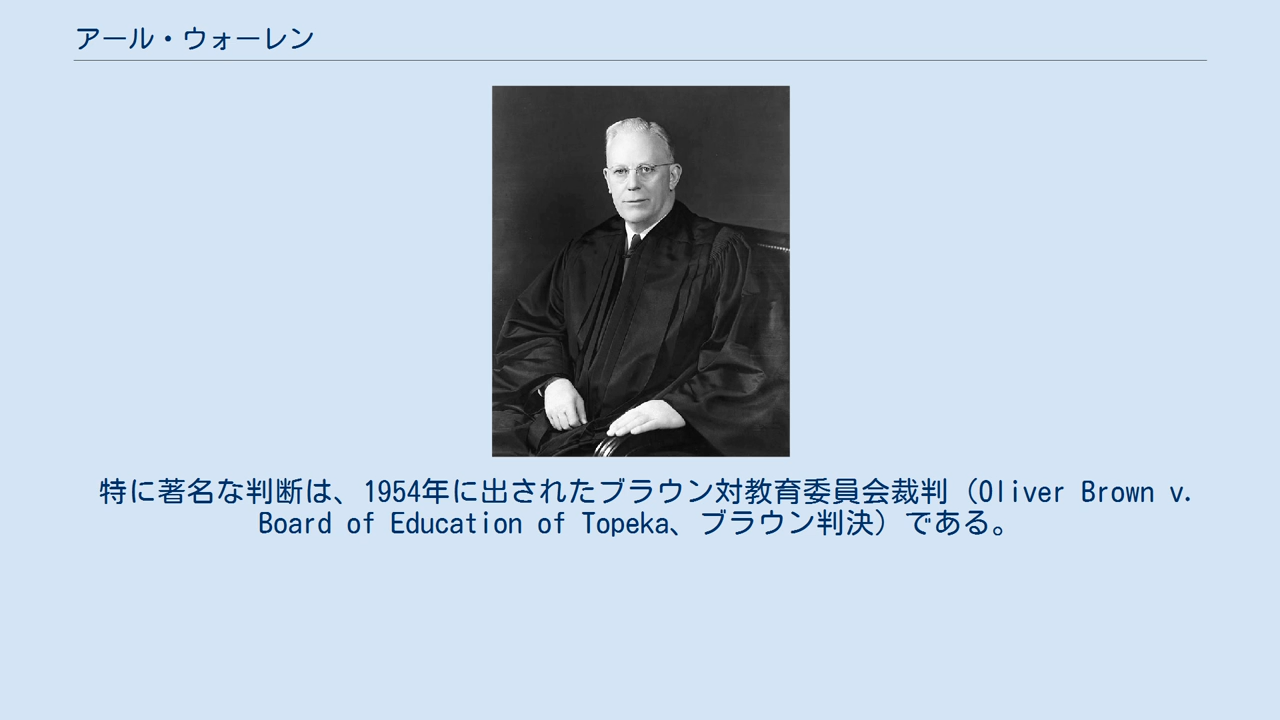 アール・ウォーレン
特に著名な判断は、1954年に出されたブラウン対教育委員会裁判（Oliver Brown v.
Board of Education of Topeka、ブラウン判決）である。